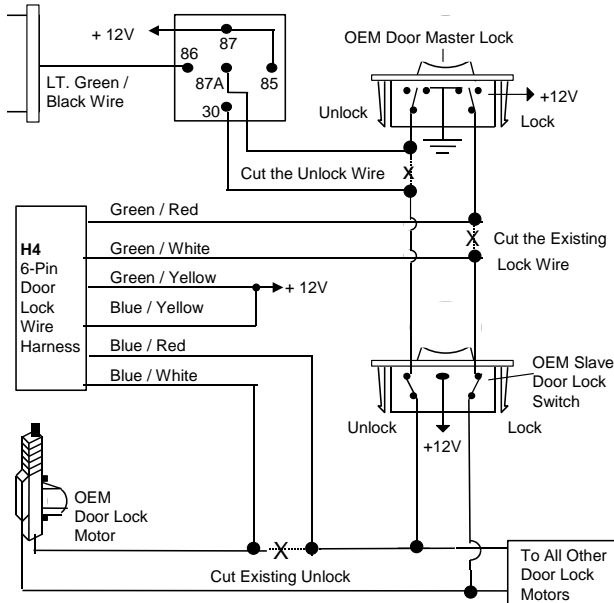 + 12V
87
OEM Door Master Lock
86
LT. Green /
Black Wire
87A
85
30
+12V
Unlock
Lock
Cut the Unlock Wire
X
Green / Red
Green / White
X
Cut the Existing
Lock Wire
H4
6-Pin
Door
Lock
Wire
Harness
Green / Yellow
+ 12V
Blue / Yellow
Blue / Red
Blue / White
OEM Slave
Door Lock
Switch
Unlock
+12V
Lock
OEM
Door Lock
Motor
X
Cut Existing Unlock
To All Other
Door Lock
Motors